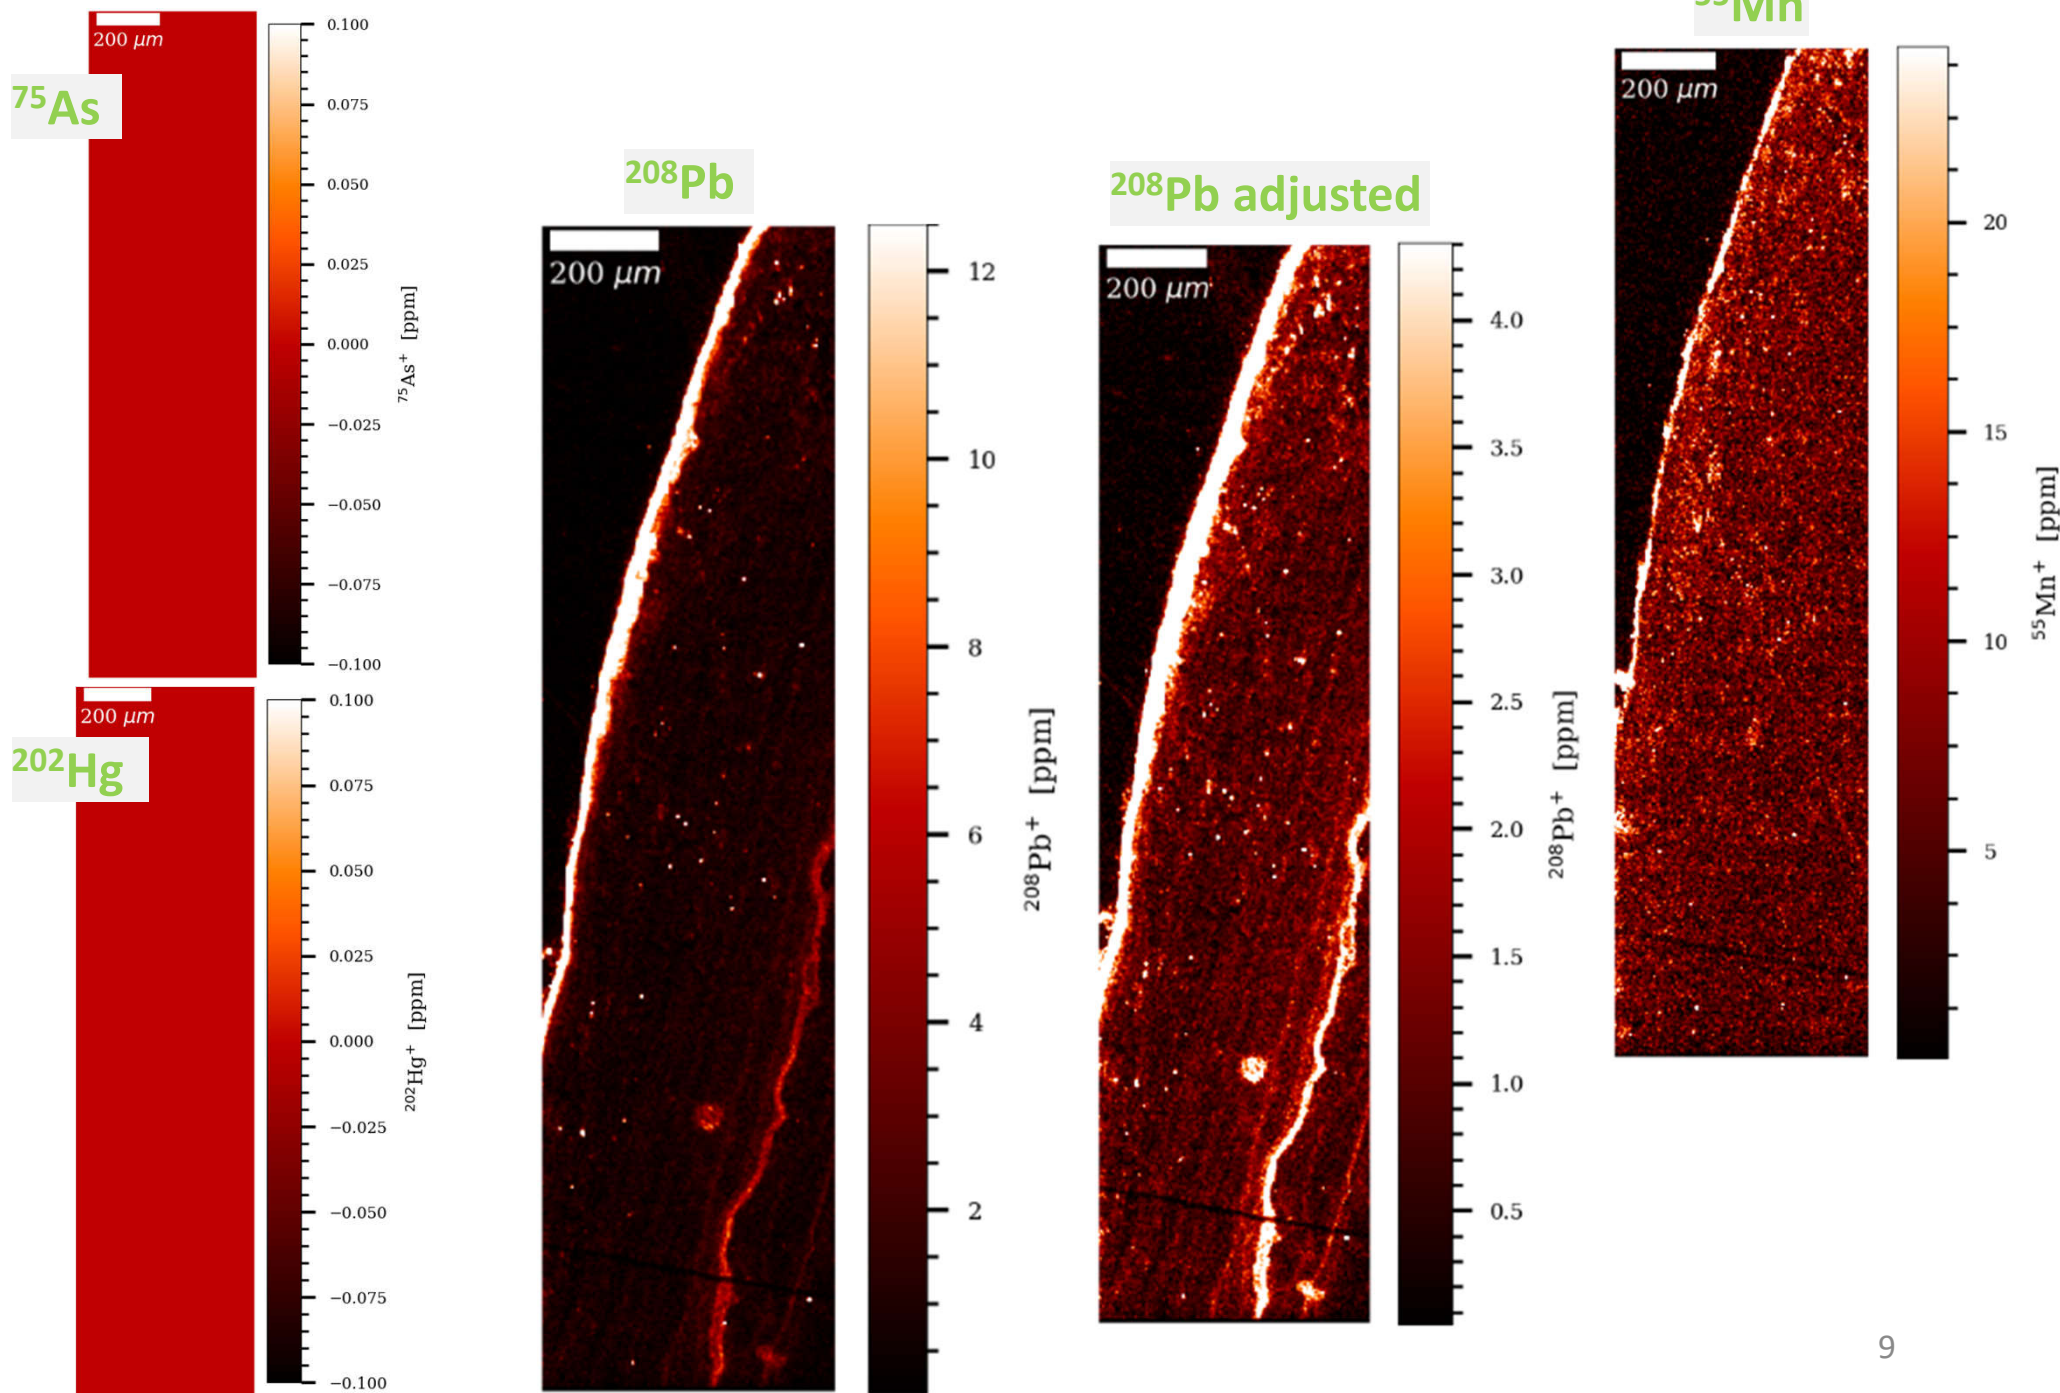 200 µm
⁷⁵As
0.100
0.075
0.050
0.025
0.000
−0.025
−0.050
−0.075
−0.100
⁷⁵As⁺ [ppm]
200 µm
²⁰²Hg
0.100
0.075
0.050
0.025
0.000
−0.025
−0.050
−0.075
−0.100
²⁰²Hg⁺ [ppm]
²⁰⁸Pb
200 µm
12
10
8
6
4
2
²⁰⁸Pb⁺ [ppm]
²⁰⁸Pb adjusted
200 µm
4.0
3.5
3.0
2.5
2.0
1.5
1.0
0.5
²⁰⁸Pb⁺ [ppm]
⁵⁵Mn
200 µm
20
15
10
5
⁵⁵Mn⁺ [ppm]
9